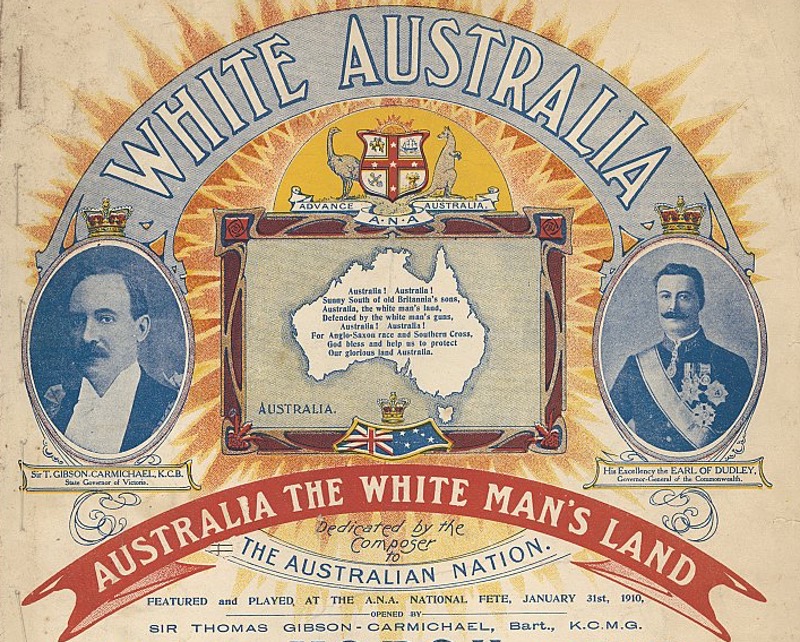 WHITE AUSTRALIA
ADVANCE AUSTRALIA
A·N·A
Australia! Australia!
Sunny South of old Britannia's sons,
Australia, the white man's land,
Defended by the white man's guns,
Australia! Australia!
For Anglo-Saxon race and Southern Cross,
God bless and help us to protect
Our glorious land Australia.
AUSTRALIA.
Sir T. GIBSON-CARMICHAEL, K.C.B.
State Governor of Victoria.
His Excellency the EARL OF DUDLEY,
Governor-General of the Commonwealth.
AUSTRALIA THE WHITE MAN'S LAND
Dedicated by the
Composer
to
THE AUSTRALIAN NATION.
FEATURED and PLAYED AT THE A.N.A. NATIONAL FETE, JANUARY 31st, 1910,
OPENED BY
SIR THOMAS GIBSON-CARMICHAEL, Bart., K.C.M.G.